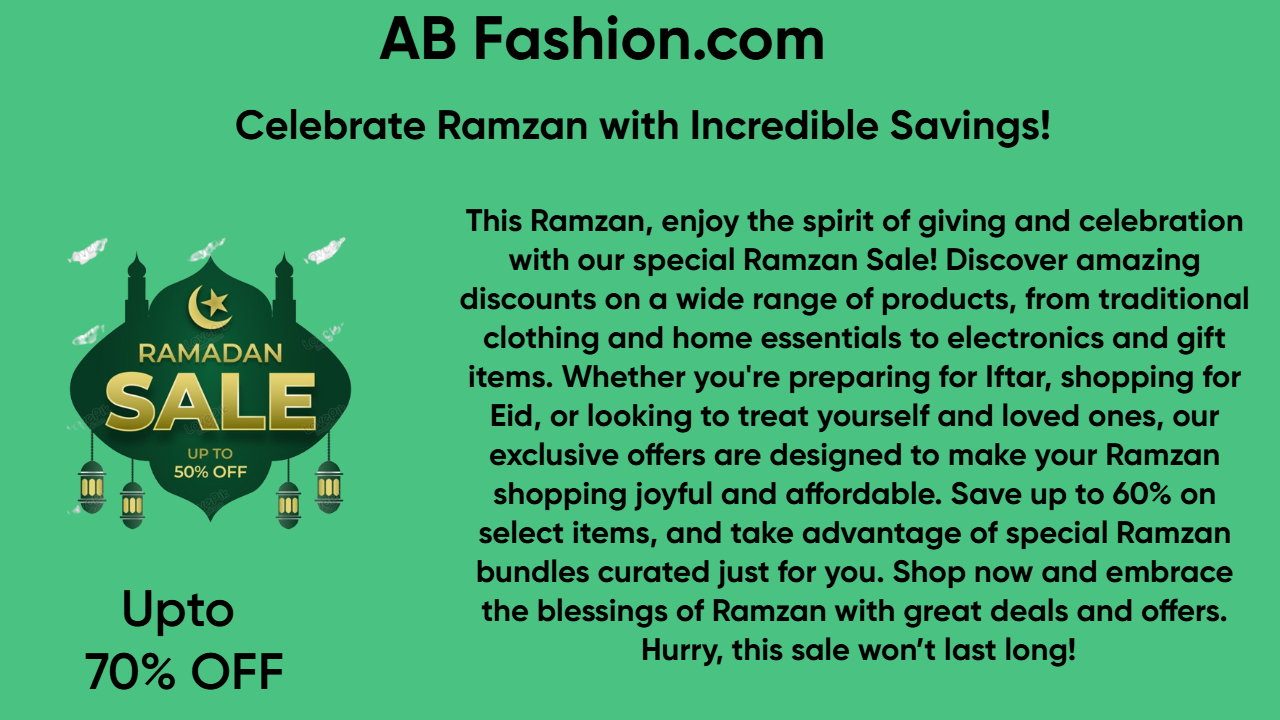 AB Fashion.com
Celebrate Ramzan with Incredible Savings!
RAMADAN
SALE
UP TO
50% OFF
Upto
70% OFF
This Ramzan, enjoy the spirit of giving and celebration
with our special Ramzan Sale! Discover amazing
discounts on a wide range of products, from traditional
clothing and home essentials to electronics and gift
items. Whether you're preparing for Iftar, shopping for
Eid, or looking to treat yourself and loved ones, our
exclusive offers are designed to make your Ramzan
shopping joyful and affordable. Save up to 60% on
select items, and take advantage of special Ramzan
bundles curated just for you. Shop now and embrace
the blessings of Ramzan with great deals and offers.
Hurry, this sale won’t last long!